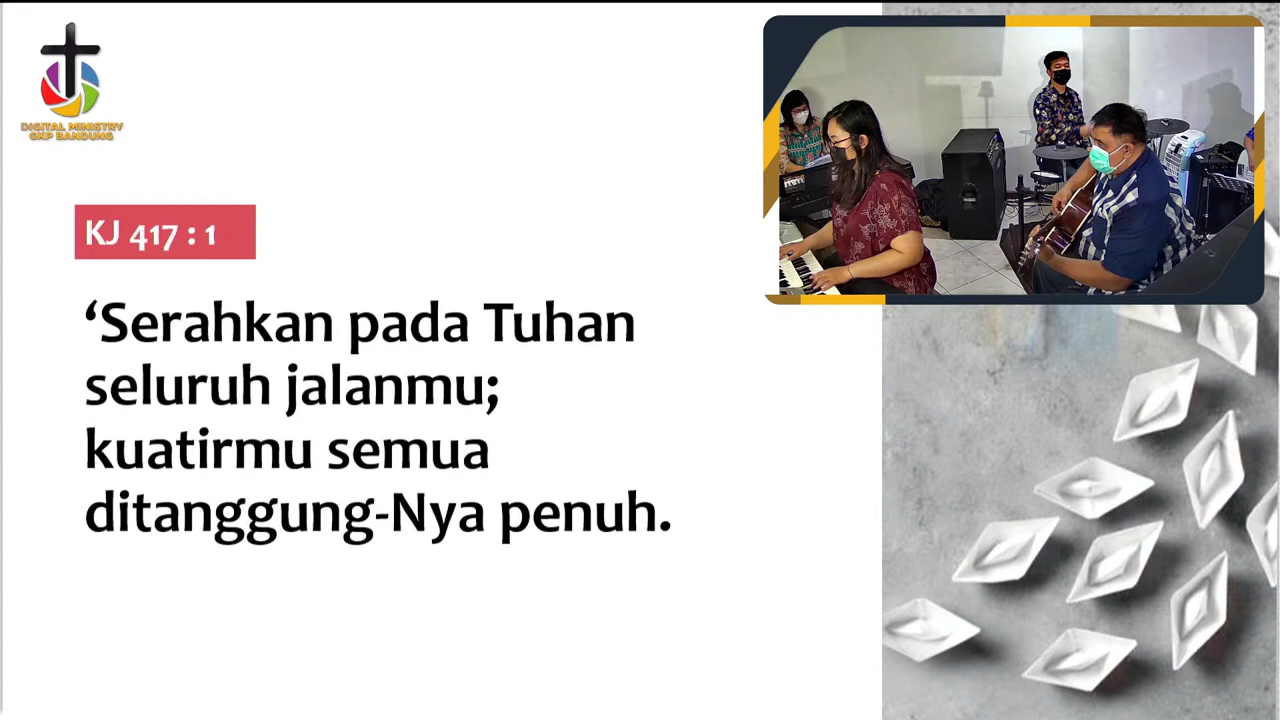 DIGITAL MINISTRY
GKP BANDUNG
KJ 417 : 1
‘Serahkan pada Tuhan
seluruh jalanmu;
kuatirmu semua
ditanggung-Nya penuh.